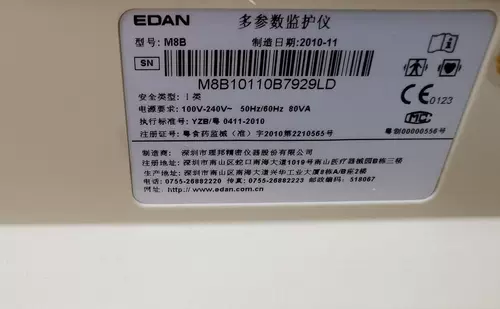 EDAN 多参数监护仪
型号: M8B 制造日期:2010-11
SN
M8B10110B7929LD
安全类型: I类
电源要求: 100V-240V~ 50Hz/60Hz 80VA
执行标准号: YZB/粤 0411-2010
注册证号: 粤食药监械(准)字2010第2210565号
CE0123
MC
粤制00000556号
制造商: 深圳市理邦精密仪器股份有限公司
注册地址: 深圳市南山区蛇口南海大道1019号南山医疗器械园B栋三楼
生产地址: 深圳市南山区南海大道兴华工业大厦8栋A/B座2楼
电话: 0755-26882220 传真: 0755-26882223 邮政编码: 518067
网址: http://www.edan.com.cn